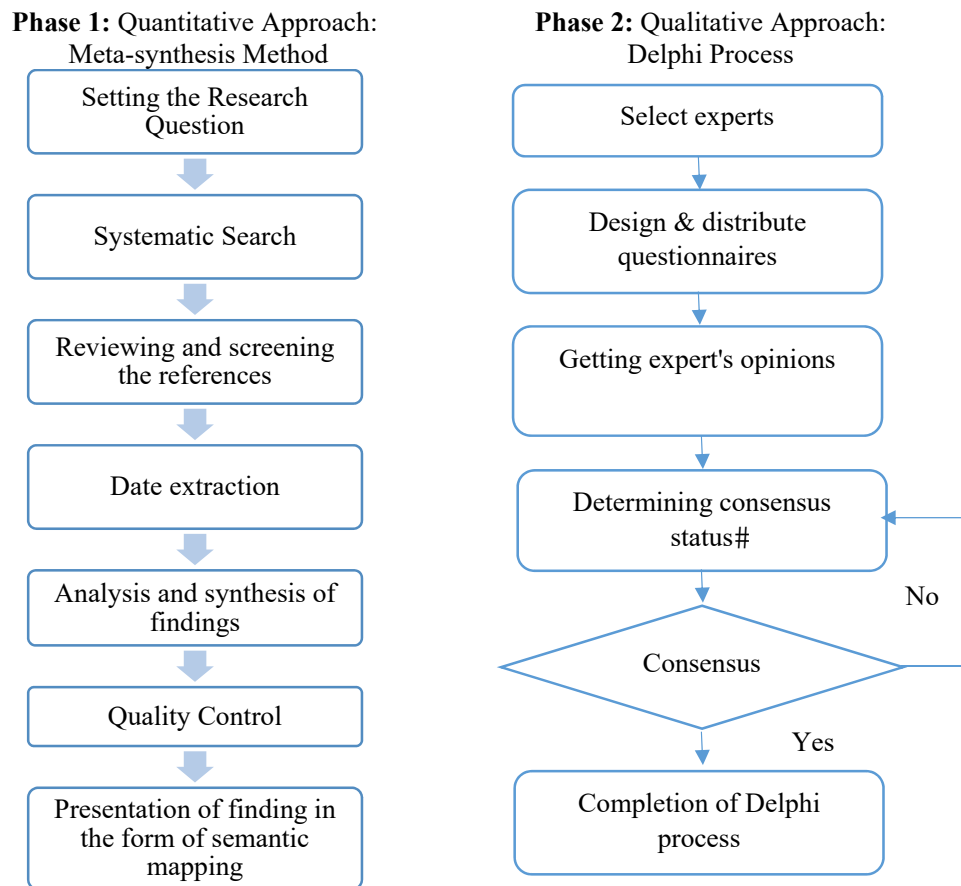 Phase 1: Quantitative Approach:
Meta-synthesis Method
Setting the Research
Question
Systematic Search
Reviewing and screening
the references
Date extraction
Analysis and synthesis of
findings
Quality Control
Presentation of finding in
the form of semantic
mapping
Phase 2: Qualitative Approach:
Delphi Process
Select experts
Design & distribute
questionnaires
Getting expert's opinions
Determining consensus
status#
No
Consensus
Yes
Completion of Delphi
process